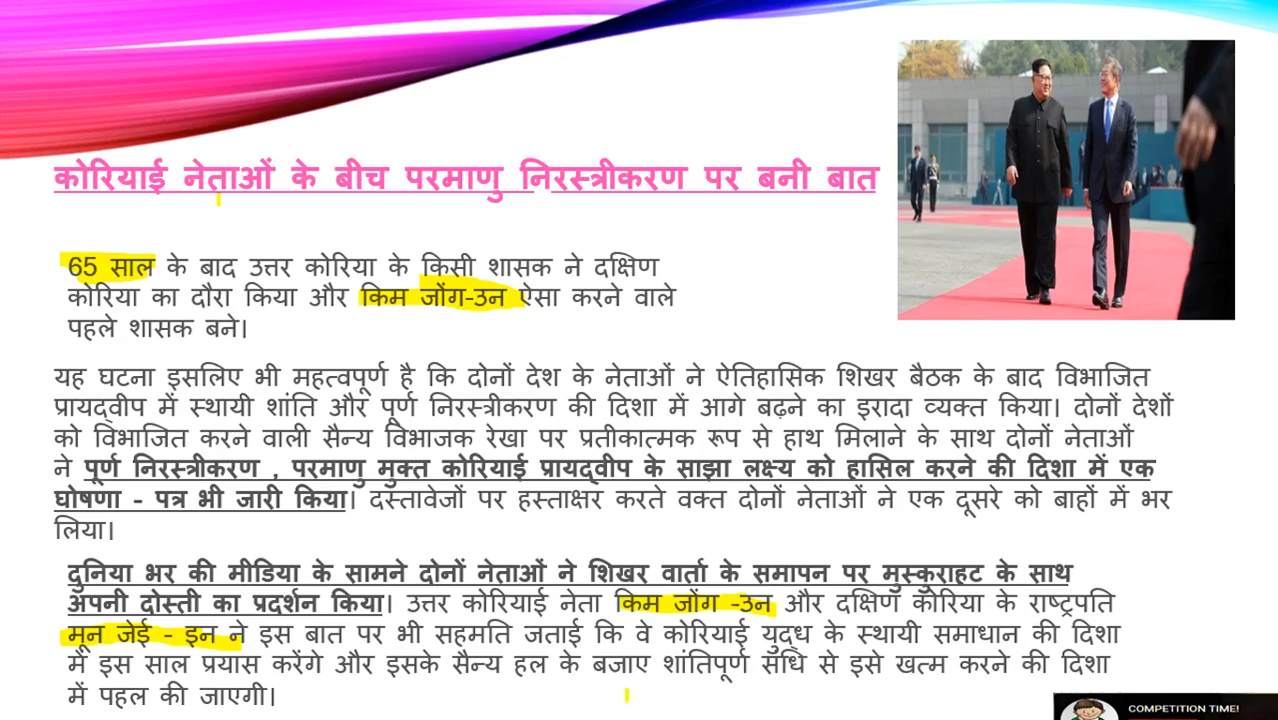 कोरियाई नेताओं के बीच परमाणु निरस्त्रीकरण पर बनी बात
65 साल के बाद उत्तर कोरिया के किसी शासक ने दक्षिण
कोरिया का दौरा किया और किम जोंग-उन ऐसा करने वाले
पहले शासक बने।
यह घटना इसलिए भी महत्वपूर्ण है कि दोनों देश के नेताओं ने ऐतिहासिक शिखर बैठक के बाद विभाजित
प्रायद्वीप में स्थायी शांति और पूर्ण निरस्त्रीकरण की दिशा में आगे बढ़ने का इरादा व्यक्त किया। दोनों देशों
को विभाजित करने वाली सैन्य विभाजक रेखा पर प्रतीकात्मक रूप से हाथ मिलाने के साथ दोनों नेताओं
ने पूर्ण निरस्त्रीकरण , परमाणु मुक्त कोरियाई प्रायद्वीप के साझा लक्ष्य को हासिल करने की दिशा में एक
घोषणा – पत्र भी जारी किया। दस्तावेजों पर हस्ताक्षर करते वक्त दोनों नेताओं ने एक दूसरे को बाहों में भर
लिया।
दुनिया भर की मीडिया के सामने दोनों नेताओं ने शिखर वार्ता के समापन पर मुस्कुराहट के साथ
अपनी दोस्ती का प्रदर्शन किया। उत्तर कोरियाई नेता किम जोंग -उन और दक्षिण कोरिया के राष्ट्रपति
मून जेई – इन ने इस बात पर भी सहमति जताई कि वे कोरियाई युद्ध के स्थायी समाधान की दिशा
में इस साल प्रयास करेंगे और इसके सैन्य हल के बजाए शांतिपूर्ण संधि से इसे खत्म करने की दिशा
में पहल की जाएगी।
COMPETITION TIME!